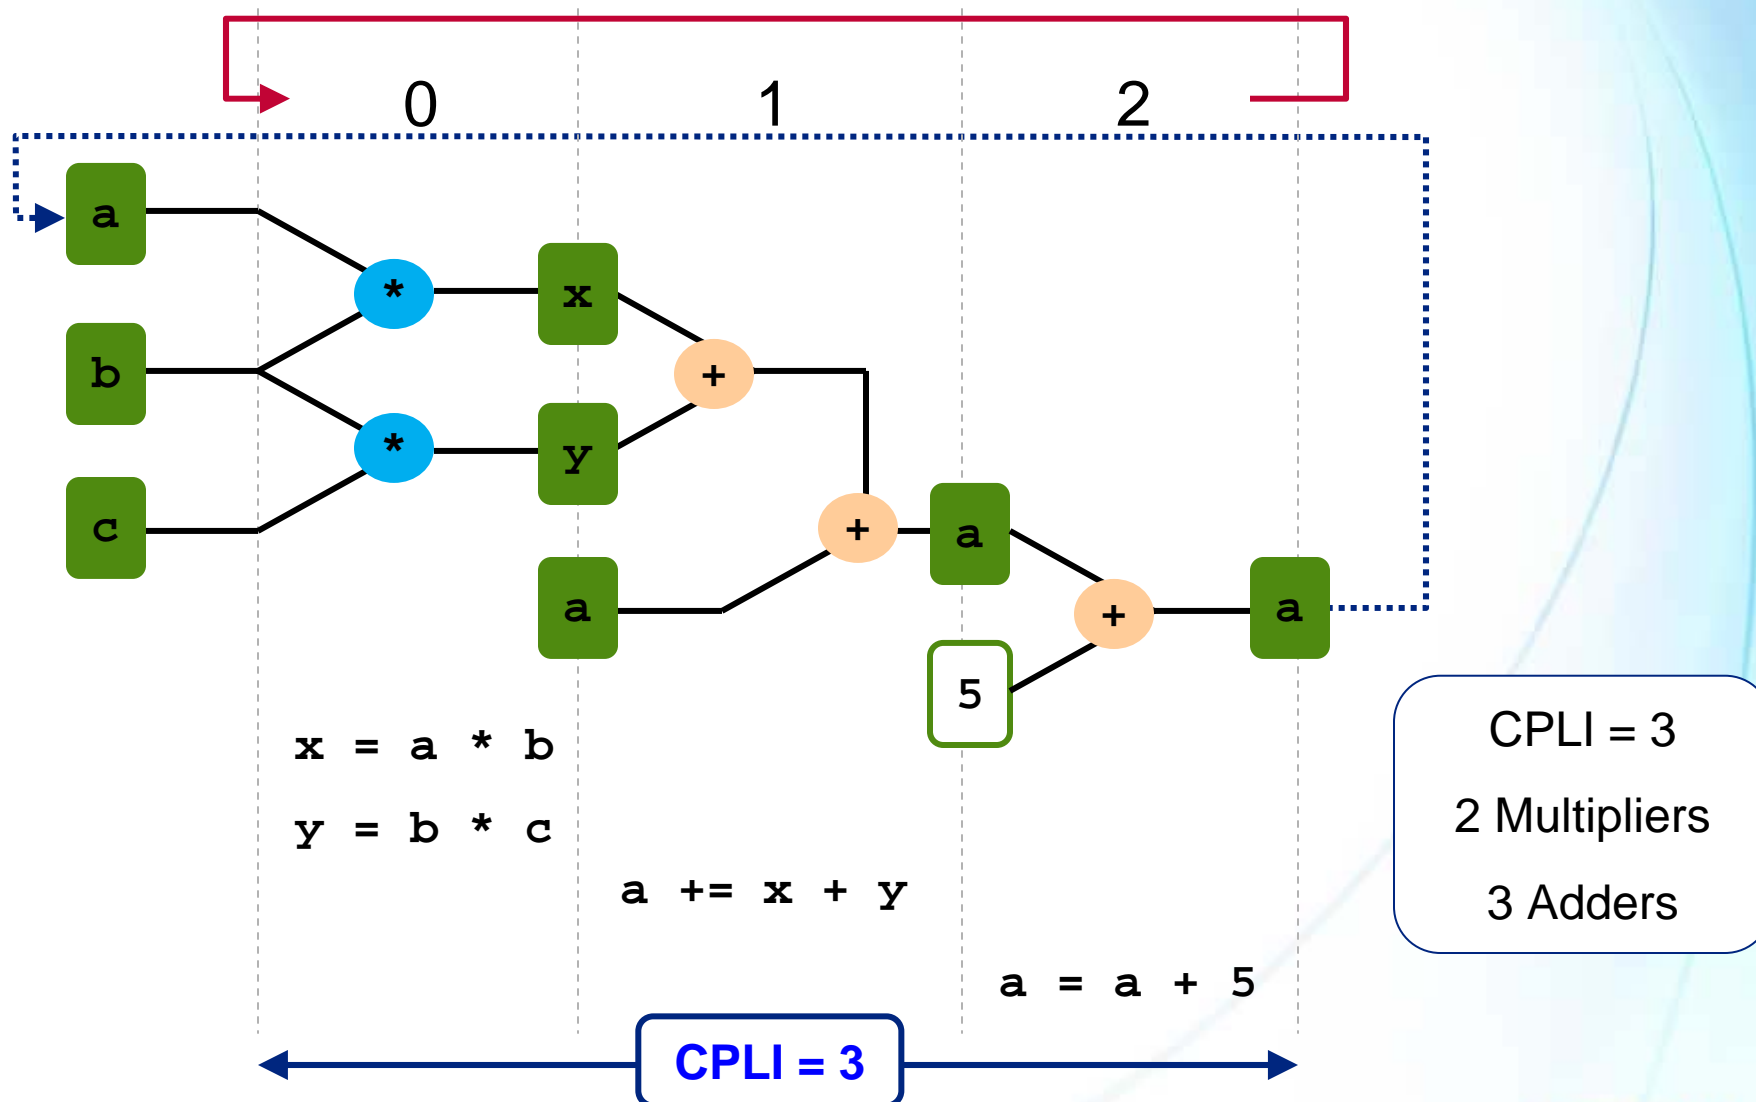 0 1 2
a
*
x
b
+
*
y
c
+
a
a
+
a
5
x = a * b
y = b * c
a += x + y
a = a + 5
CPLI = 3
2 Multipliers
3 Adders
CPLI = 3